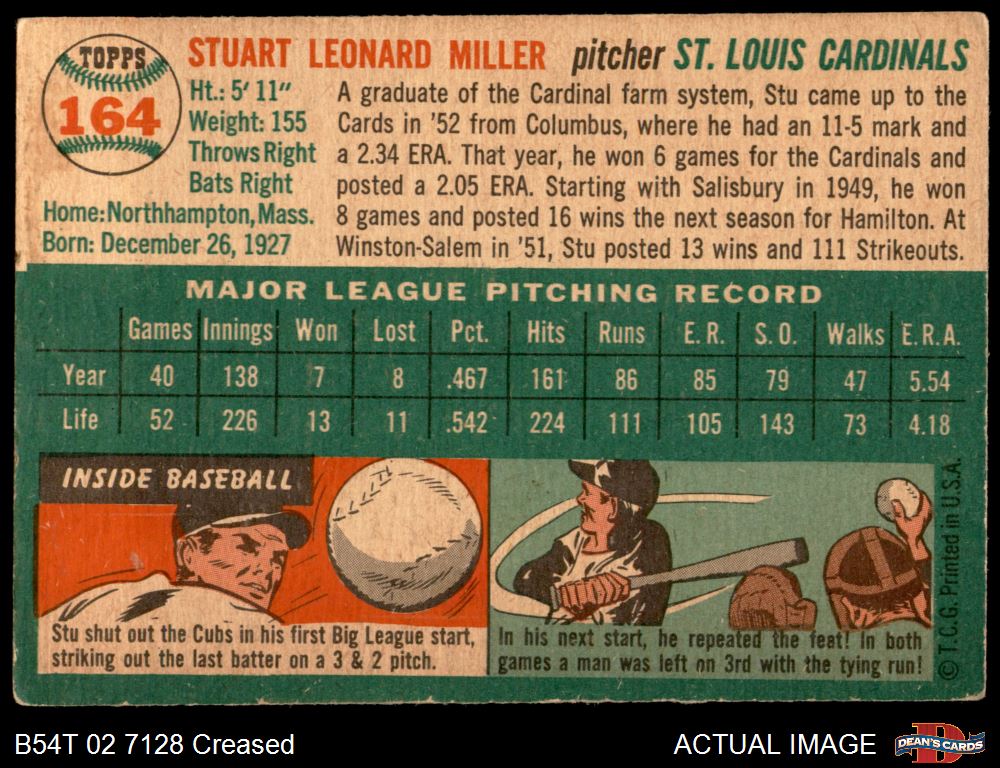 TOPPS
164
STUART LEONARD MILLER pitcher ST. LOUIS CARDINALS
Ht.: 5' 11"
Weight: 155
Throws Right
Bats Right
Home: Northhampton, Mass.
Born: December 26, 1927
A graduate of the Cardinal farm system, Stu came up to the
Cards in '52 from Columbus, where he had an 11-5 mark and
a 2.34 ERA. That year, he won 6 games for the Cardinals and
posted a 2.05 ERA. Starting with Salisbury in 1949, he won
8 games and posted 16 wins the next season for Hamilton. At
Winston-Salem in '51, Stu posted 13 wins and 111 Strikeouts.
MAJOR LEAGUE PITCHING RECORD
Games Innings Won Lost Pct. Hits Runs E. R. S. O. Walks E. R. A.
Year 40 138 7 8 .467 161 86 85 79 47 5.54
Life 52 226 13 11 .542 224 111 105 143 73 4.18
INSIDE BASEBALL
Stu shut out the Cubs in his first Big League start,
striking out the last batter on a 3 & 2 pitch.
In his next start, he repeated the feat! In both
games a man was left on 3rd with the tying run!
© T.C.G. Printed in U.S.A.
B54T 02 7128 Creased
ACTUAL IMAGE
DEAN'S CARDS